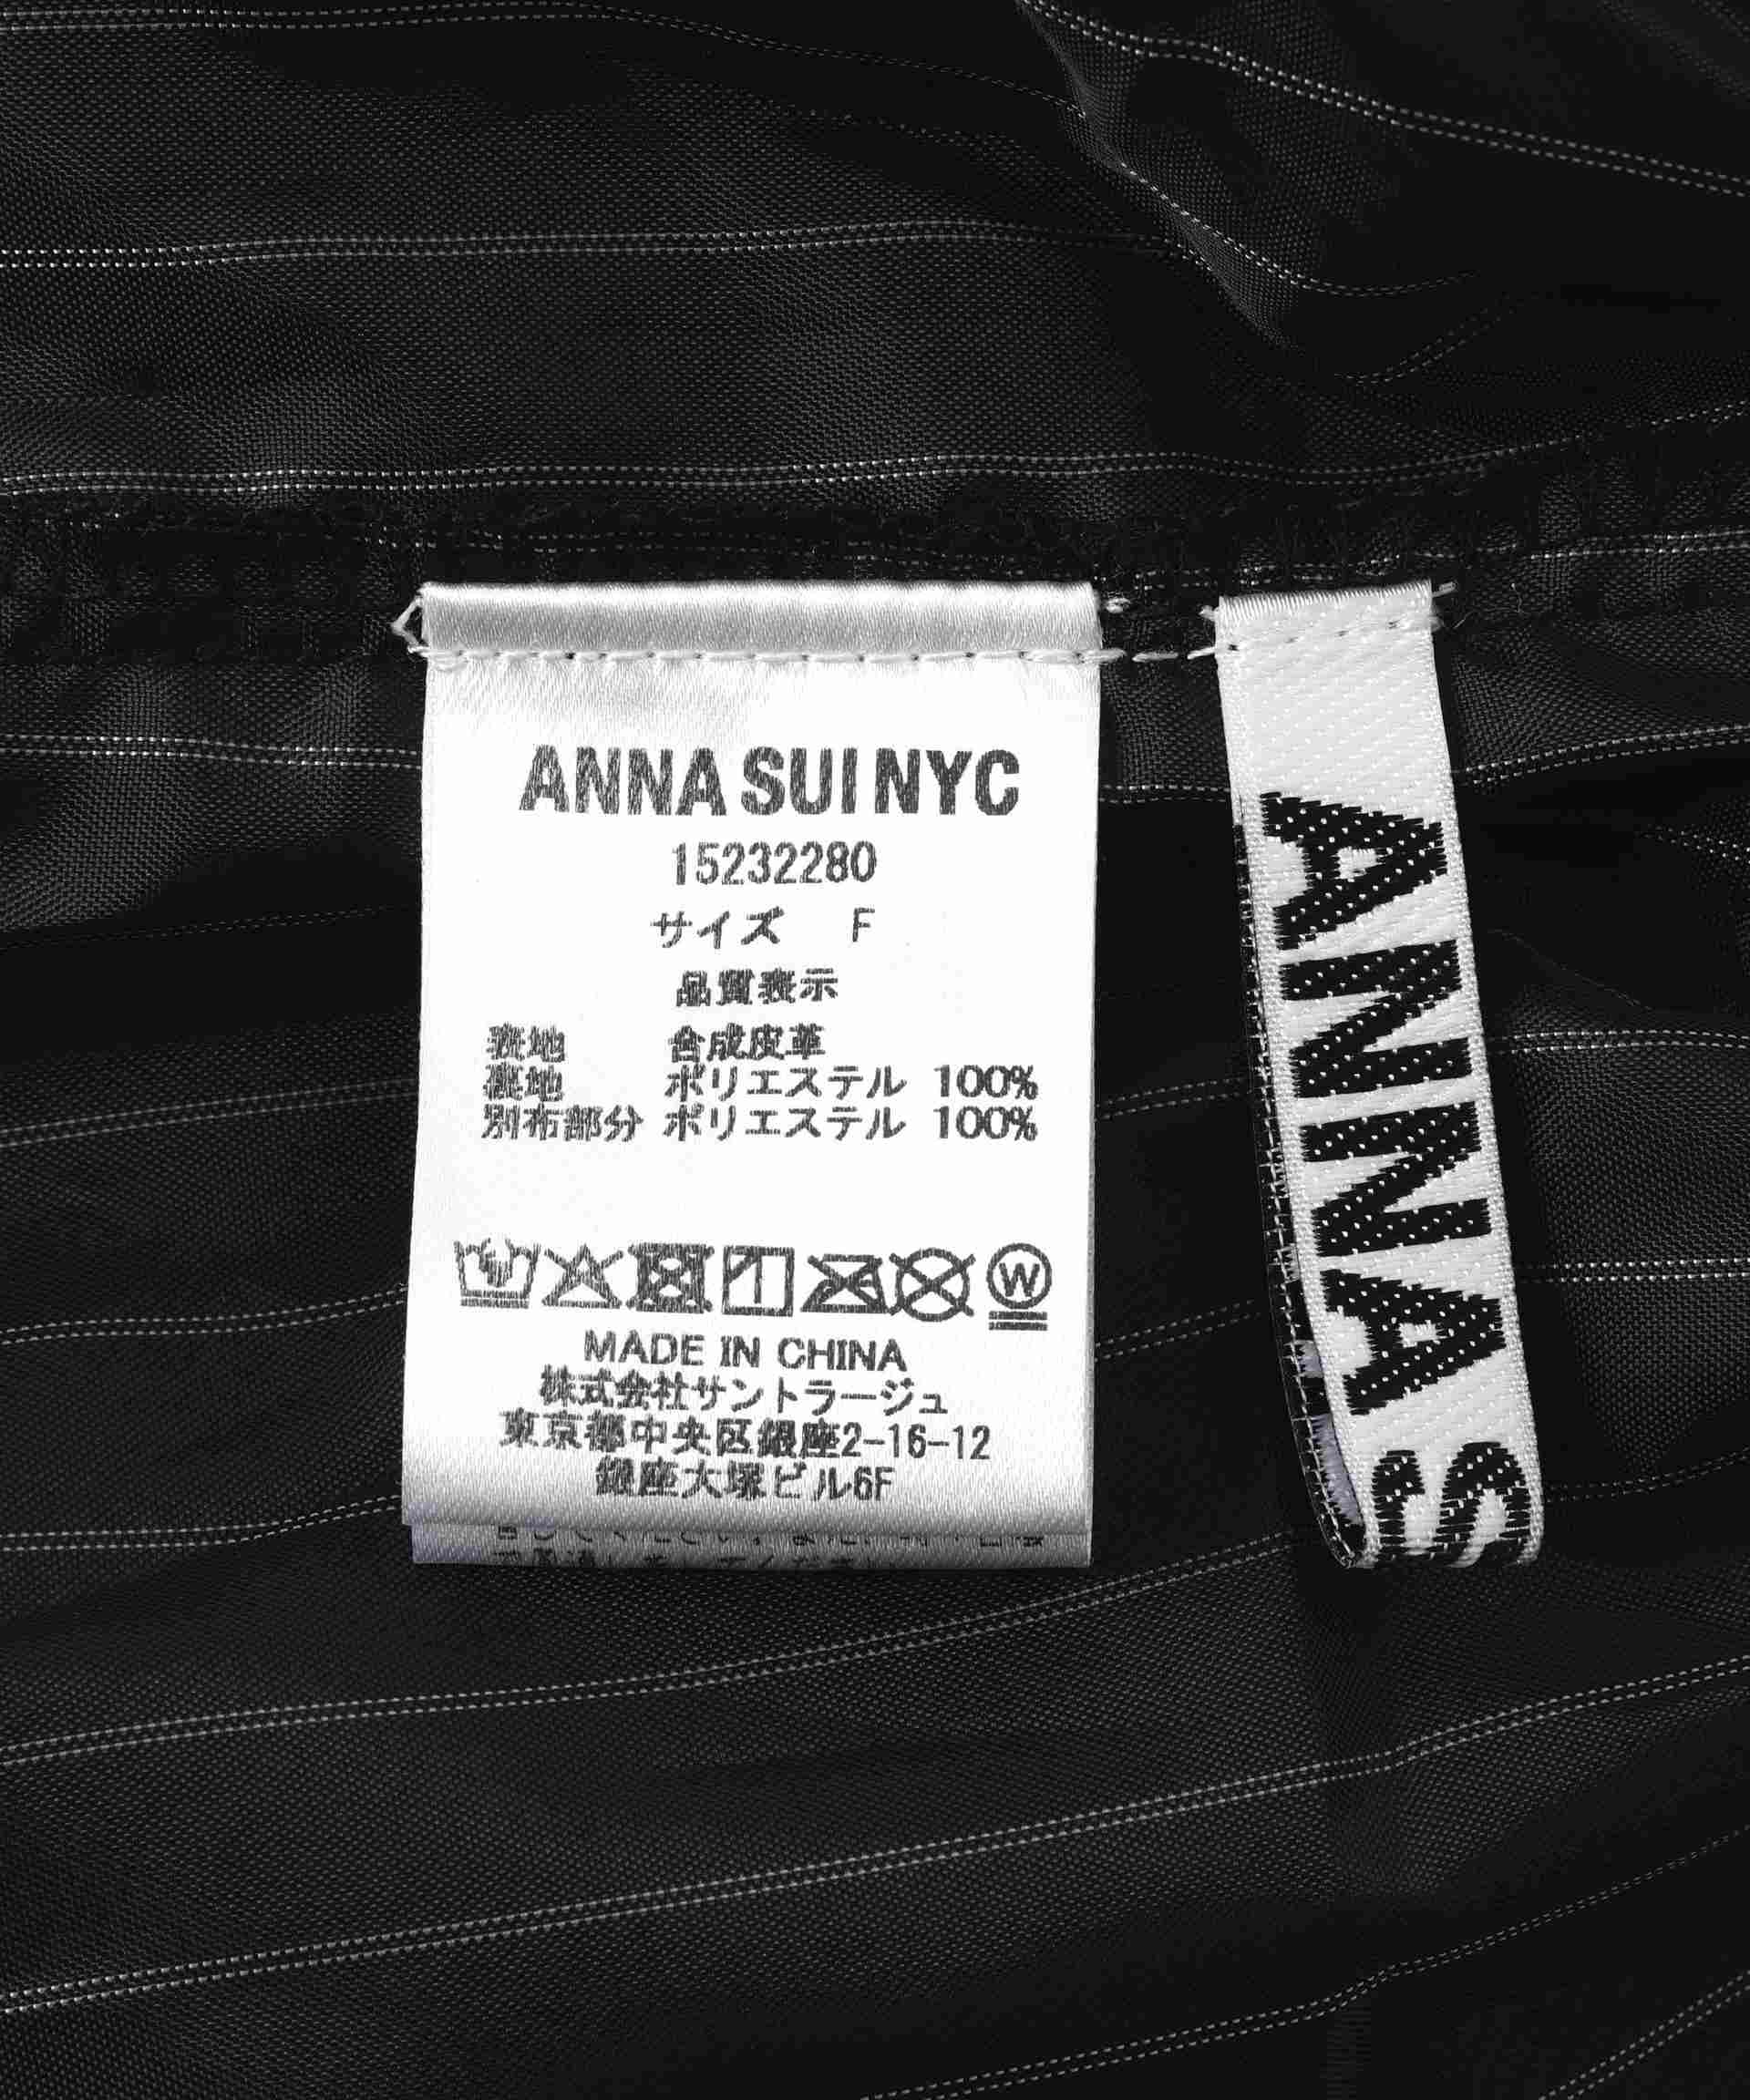 ANNA SUI NYC
15232280
サイズ F
品質表示
表地 合成皮革
裏地 ポリエステル 100%
別布部分 ポリエステル 100%
W
MADE IN CHINA
株式会社サントラージュ
東京都中央区銀座2-16-12
銀座大塚ビル6F
ANNA S